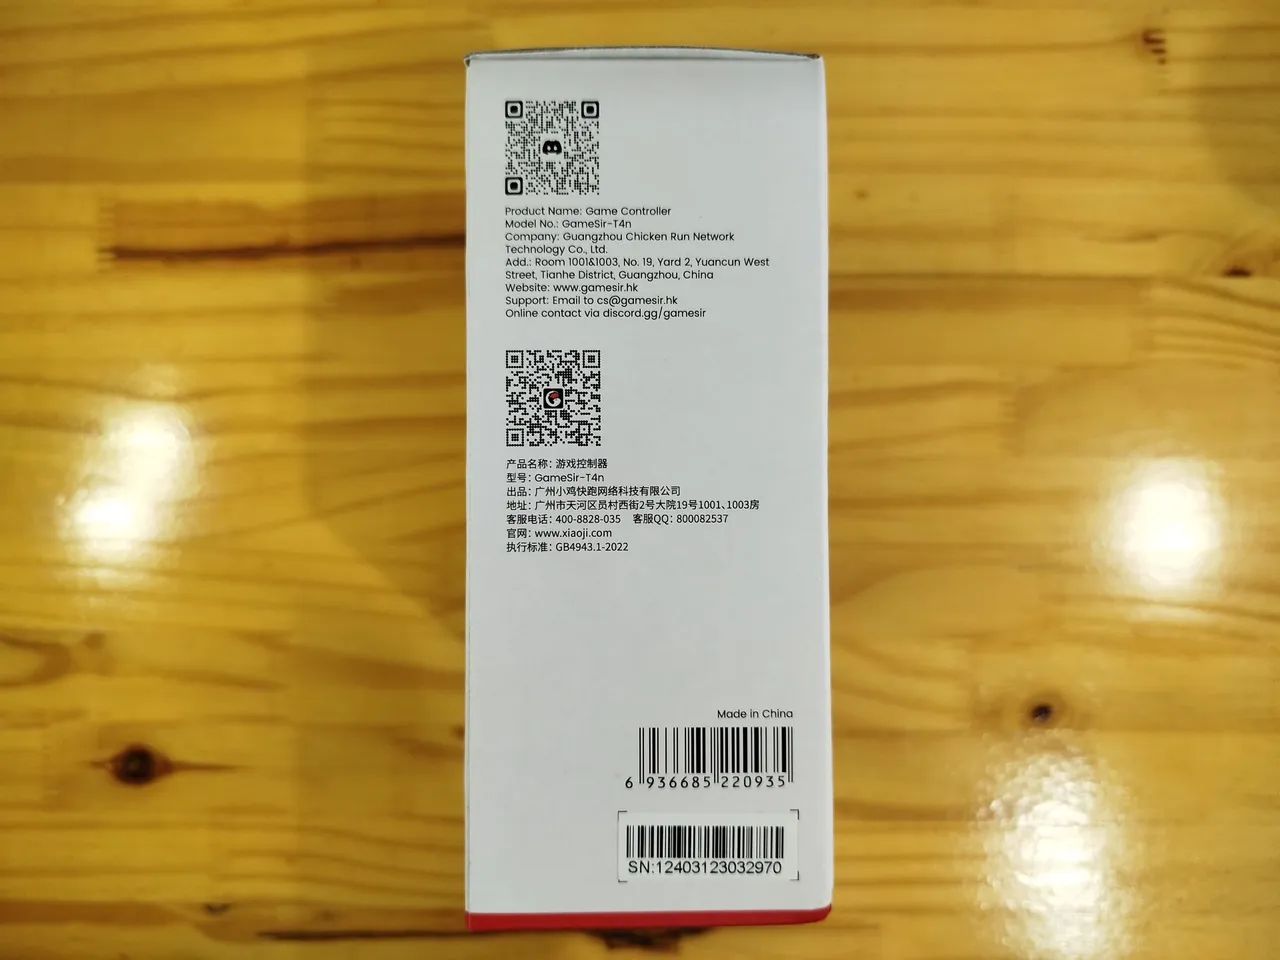 Product Name: Game Controller
Model No.: GameSir-T4n
Company: Guangzhou Chicken Run Network
Technology Co., Ltd.
Add.: Room 1001&1003, No. 19, Yard 2, Yuancun West
Street, Tianhe District, Guangzhou, China
Website: www.gamesir.hk
Support: Email to cs@gamesir.hk
Online contact via discord.gg/gamesir
产品名称：游戏控制器
型号：GameSir-T4n
出品：广州小鸡快跑网络科技有限公司
地址：广州市天河区员村西街2号大院19号1001、1003房
客服电话：400-8828-035 客服QQ：800082537
官网：www.xiaoji.com
执行标准：GB4943.1-2022
Made in China
6 936685 220935
SN:12403123032970